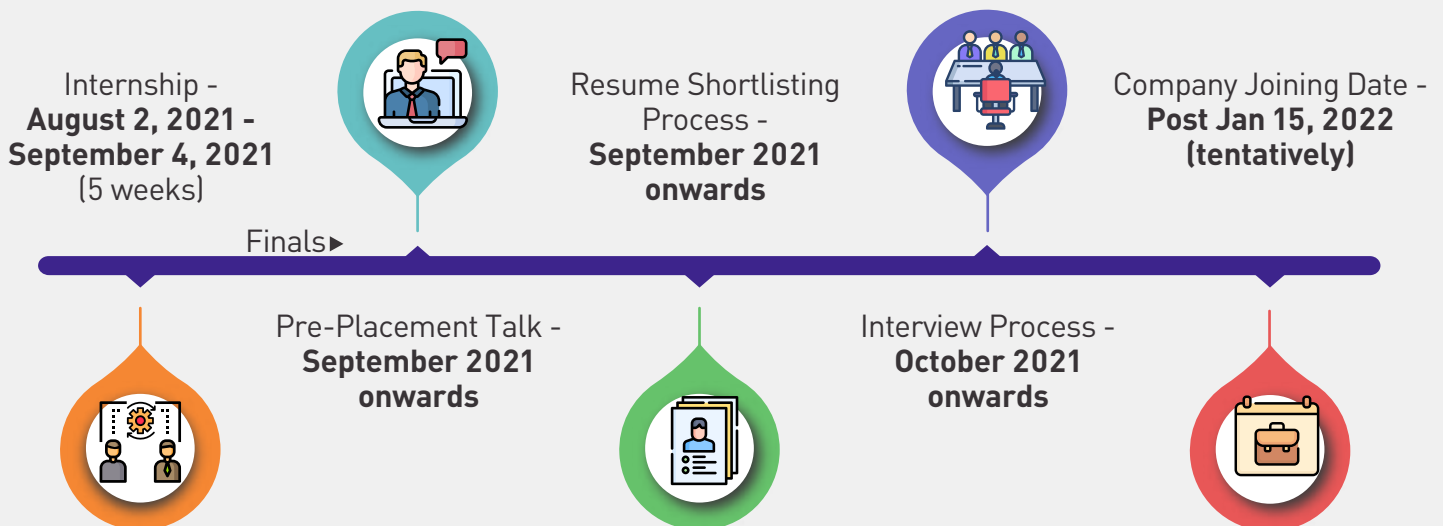 Internship -
August 2, 2021 -
September 4, 2021
(5 weeks)
Finals▶
Pre-Placement Talk -
September 2021
onwards
Resume Shortlisting
Process -
September 2021
onwards
Interview Process -
October 2021
onwards
Company Joining Date -
Post Jan 15, 2022
(tentatively)